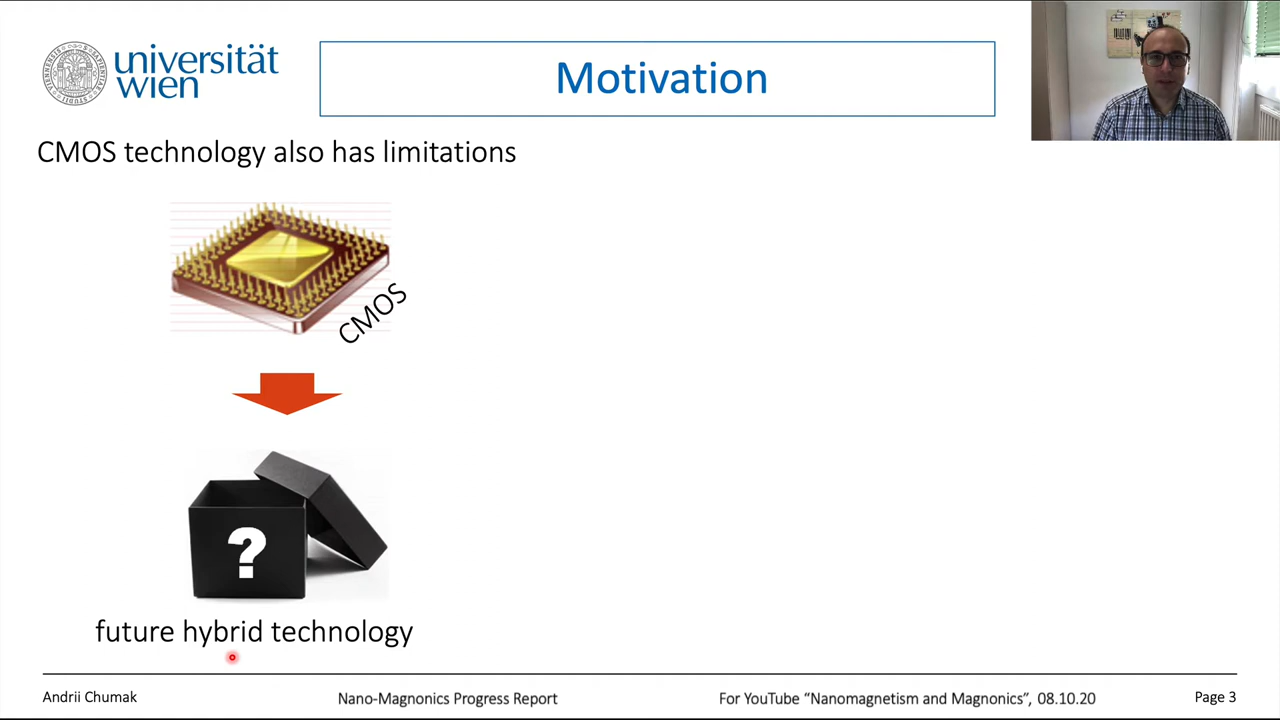 universität
wien
Motivation
CMOS technology also has limitations
CMOS
?
future hybrid technology
Andrii Chumak
Nano-Magnonics Progress Report
For YouTube “Nanomagnetism and Magnonics”, 08.10.20
Page 3